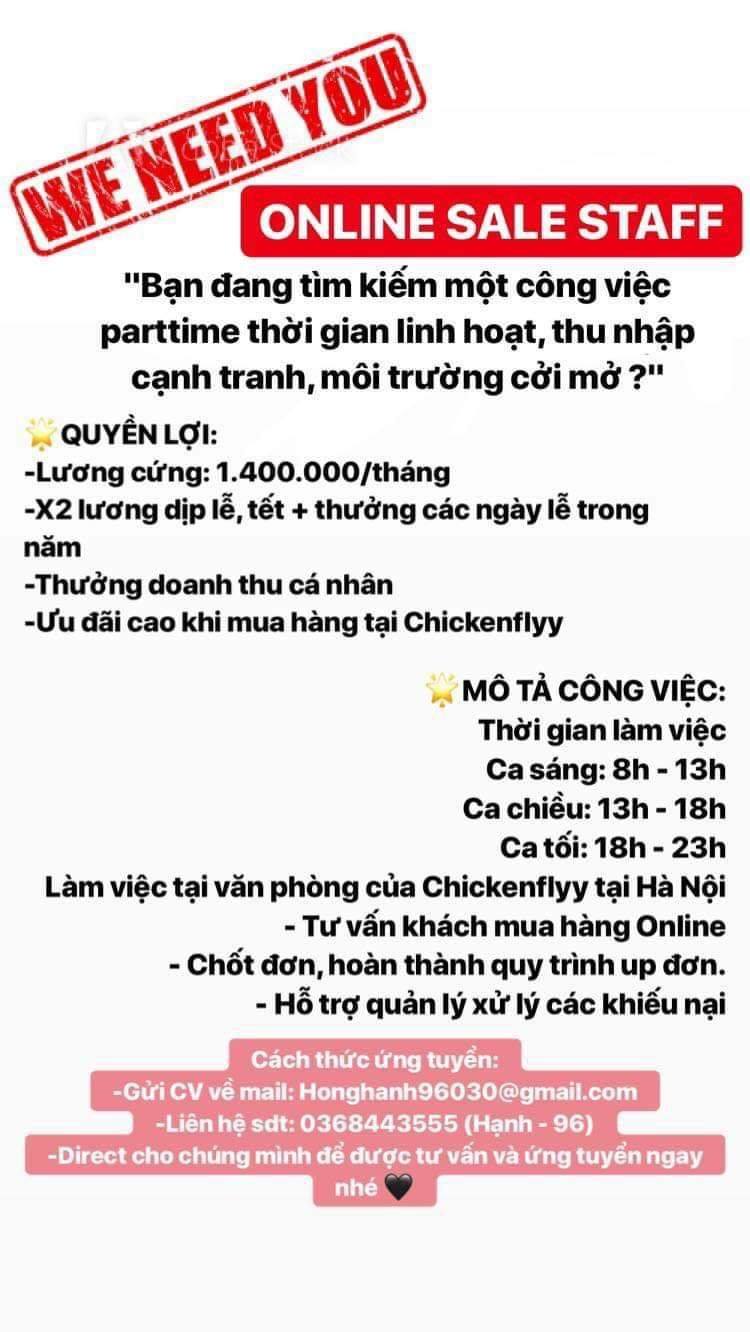 WE NEED YOU
ONLINE SALE STAFF
"Bạn đang tìm kiếm một công việc
parttime thời gian linh hoạt, thu nhập
cạnh tranh, môi trường cởi mở ?"
🌟QUYỀN LỢI:
-Lương cứng: 1.400.000/tháng
-X2 lương dịp lễ, tết + thưởng các ngày lễ trong
năm
-Thưởng doanh thu cá nhân
-Ưu đãi cao khi mua hàng tại Chickenflyy
🌟MÔ TẢ CÔNG VIỆC:
Thời gian làm việc
Ca sáng: 8h - 13h
Ca chiều: 13h - 18h
Ca tối: 18h - 23h
Làm việc tại văn phòng của Chickenflyy tại Hà Nội
- Tư vấn khách mua hàng Online
- Chốt đơn, hoàn thành quy trình up đơn.
- Hỗ trợ quản lý xử lý các khiếu nại
Cách thức ứng tuyển:
-Gửi CV về mail: Honghanh96030@gmail.com
-Liên hệ sdt: 0368443555 (Hạnh - 96)
-Direct cho chúng mình để được tư vấn và ứng tuyển ngay
nhé 🖤